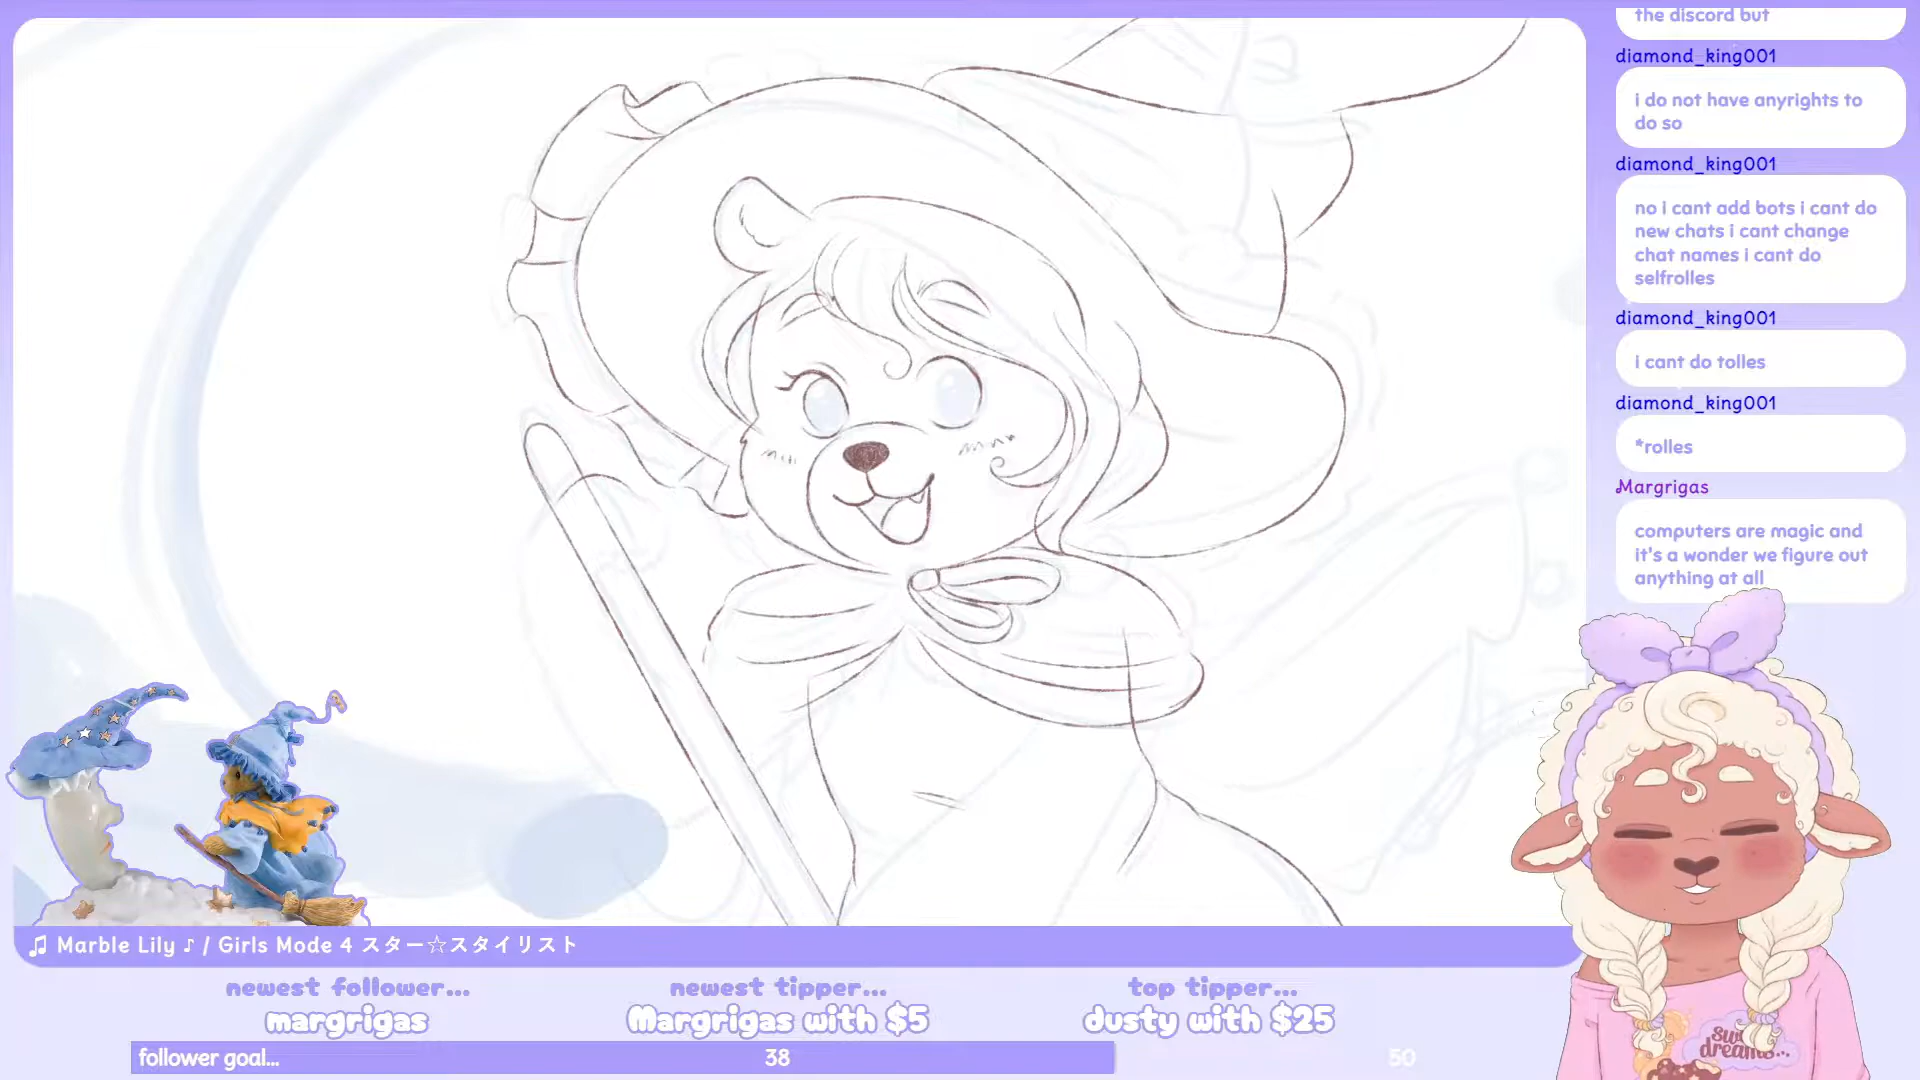 the discord but
diamond_king001
i do not have anyrights to
do so
diamond_king001
no i cant add bots i cant do
new chats i cant change
chat names i cant do
selfrolles
diamond_king001
i cant do tolles
diamond_king001
*rolles
Margrigas
computers are magic and
it's a wonder we figure out
anything at all
♫ Marble Lily ♪ / Girls Mode 4 スター☆スタイリスト
newest follower...
margrigas
newest tipper...
Margrigas with $5
top tipper...
dusty with $25
follower goal...
38
50
dreams...